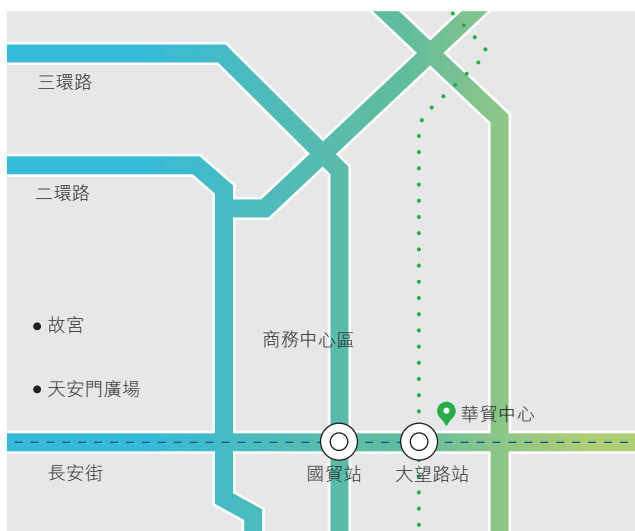 三環路
二環路
故宮
商務中心區
天安門廣場
華貿中心
長安街
國貿站
大望路站